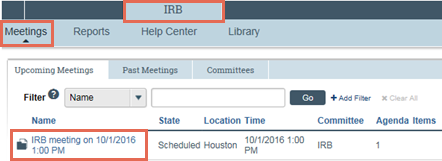 IRB
Meetings Reports Help Center Library
Upcoming Meetings Past Meetings Committees
Filter ? Name Go + Add Filter × Clear All
Name State Location Time Committee Agenda Items
IRB meeting on 10/1/2016 Scheduled Houston 10/1/2016 1:00 IRB 1
1:00 PM PM